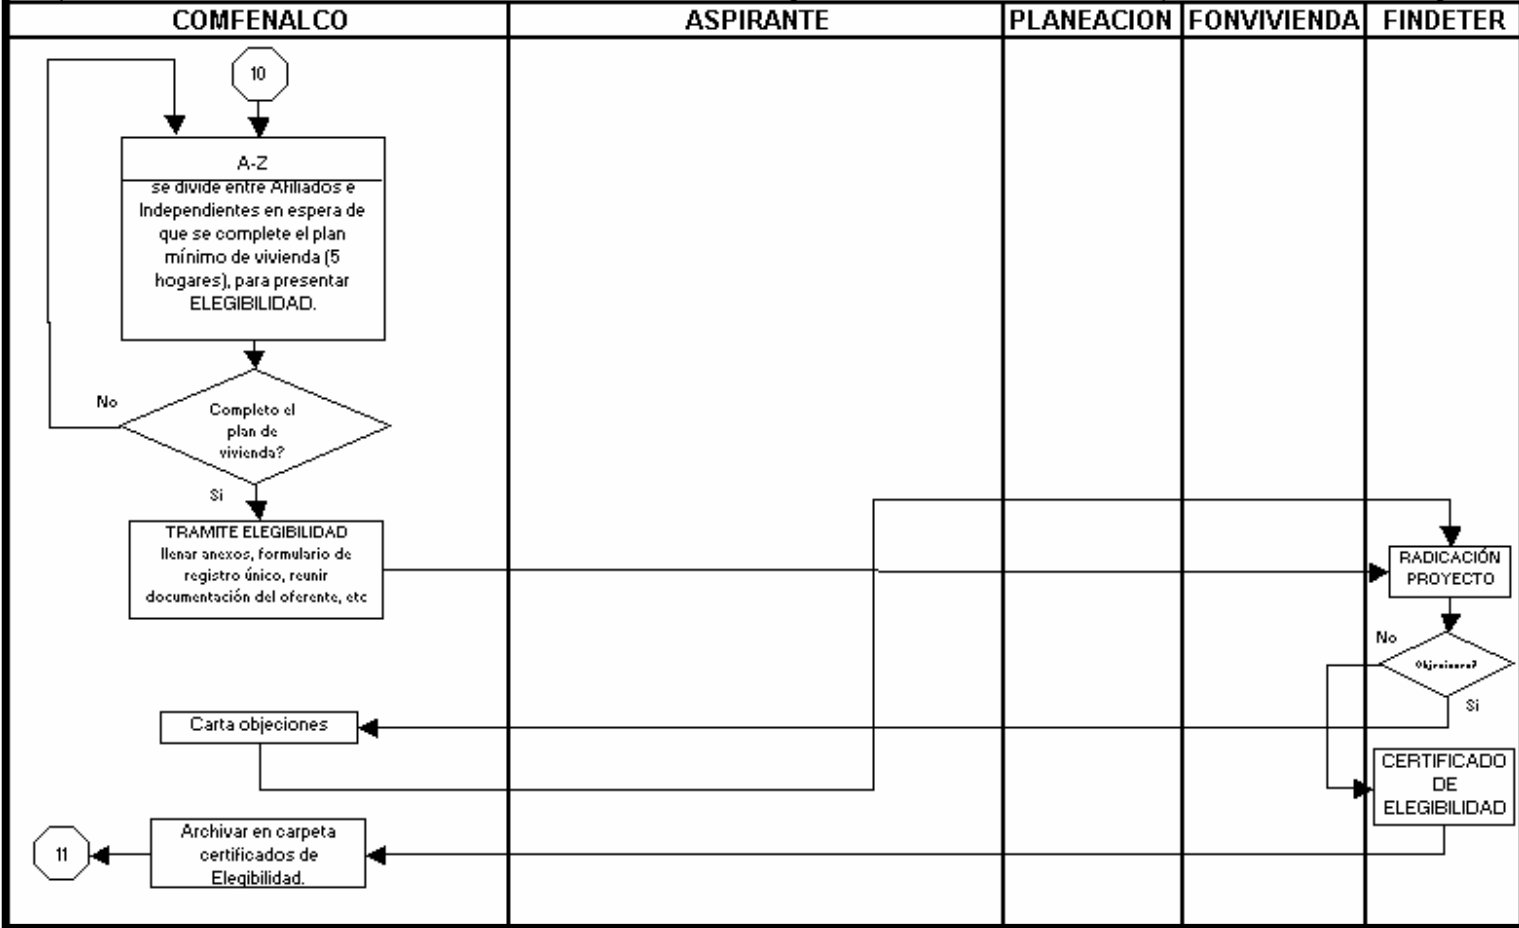 COMFENALCO
ASPIRANTE
PLANEACION
FONVIVIENDA
FINDETER
10
A-Z
se divide entre Afiliados e
Independientes en espera de
que se complete el plan
mínimo de vivienda (5
hogares), para presentar
ELEGIBILIDAD.
No
Completo el
plan de
vivienda?
Si
TRAMITE ELEGIBILIDAD
llenar anexos, formulario de
registro único, reunir
documentación del oferente, etc
RADICACIÓN
PROYECTO
No
Objeciones?
Si
Carta objeciones
CERTIFICADO
DE
ELEGIBILIDAD
Archivar en carpeta
certificados de
Elegibilidad.
11